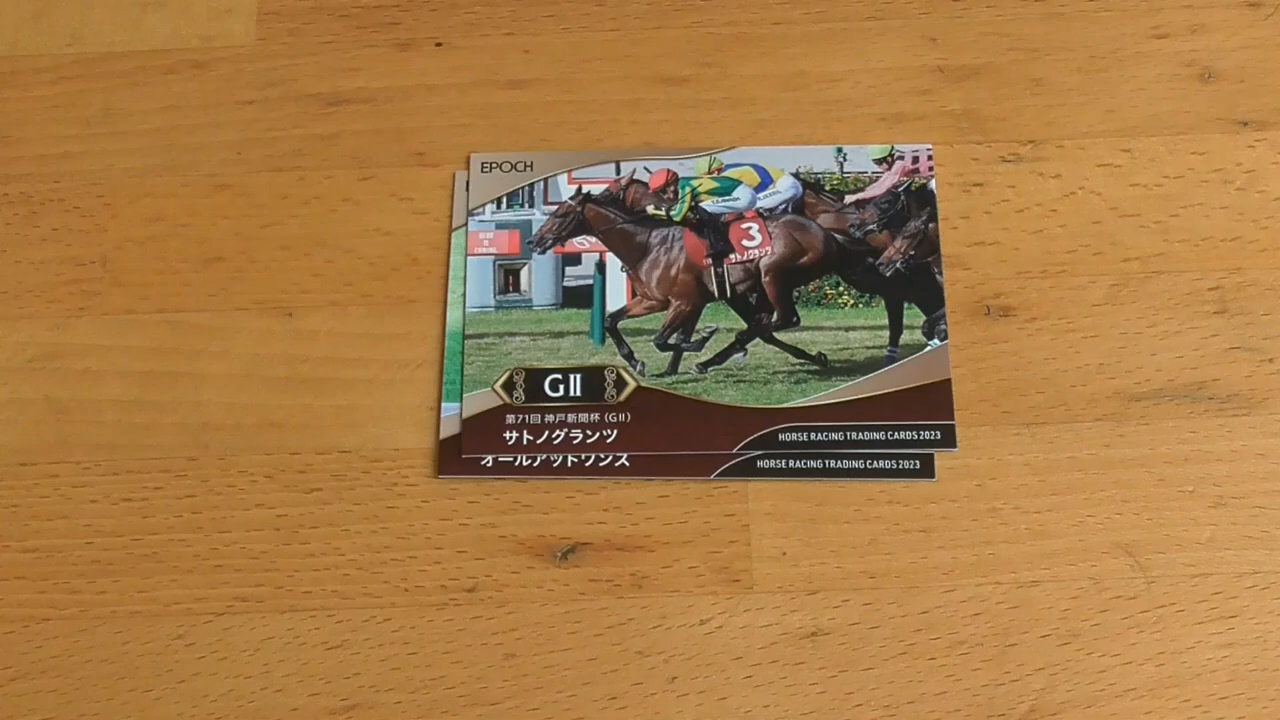 EPOCH
3
サトノグランツ
GⅡ
第71回 神戸新聞杯(GⅡ)
サトノグランツ
HORSE RACING TRADING CARDS 2023
オールアットワンス
HORSE RACING TRADING CARDS 2023